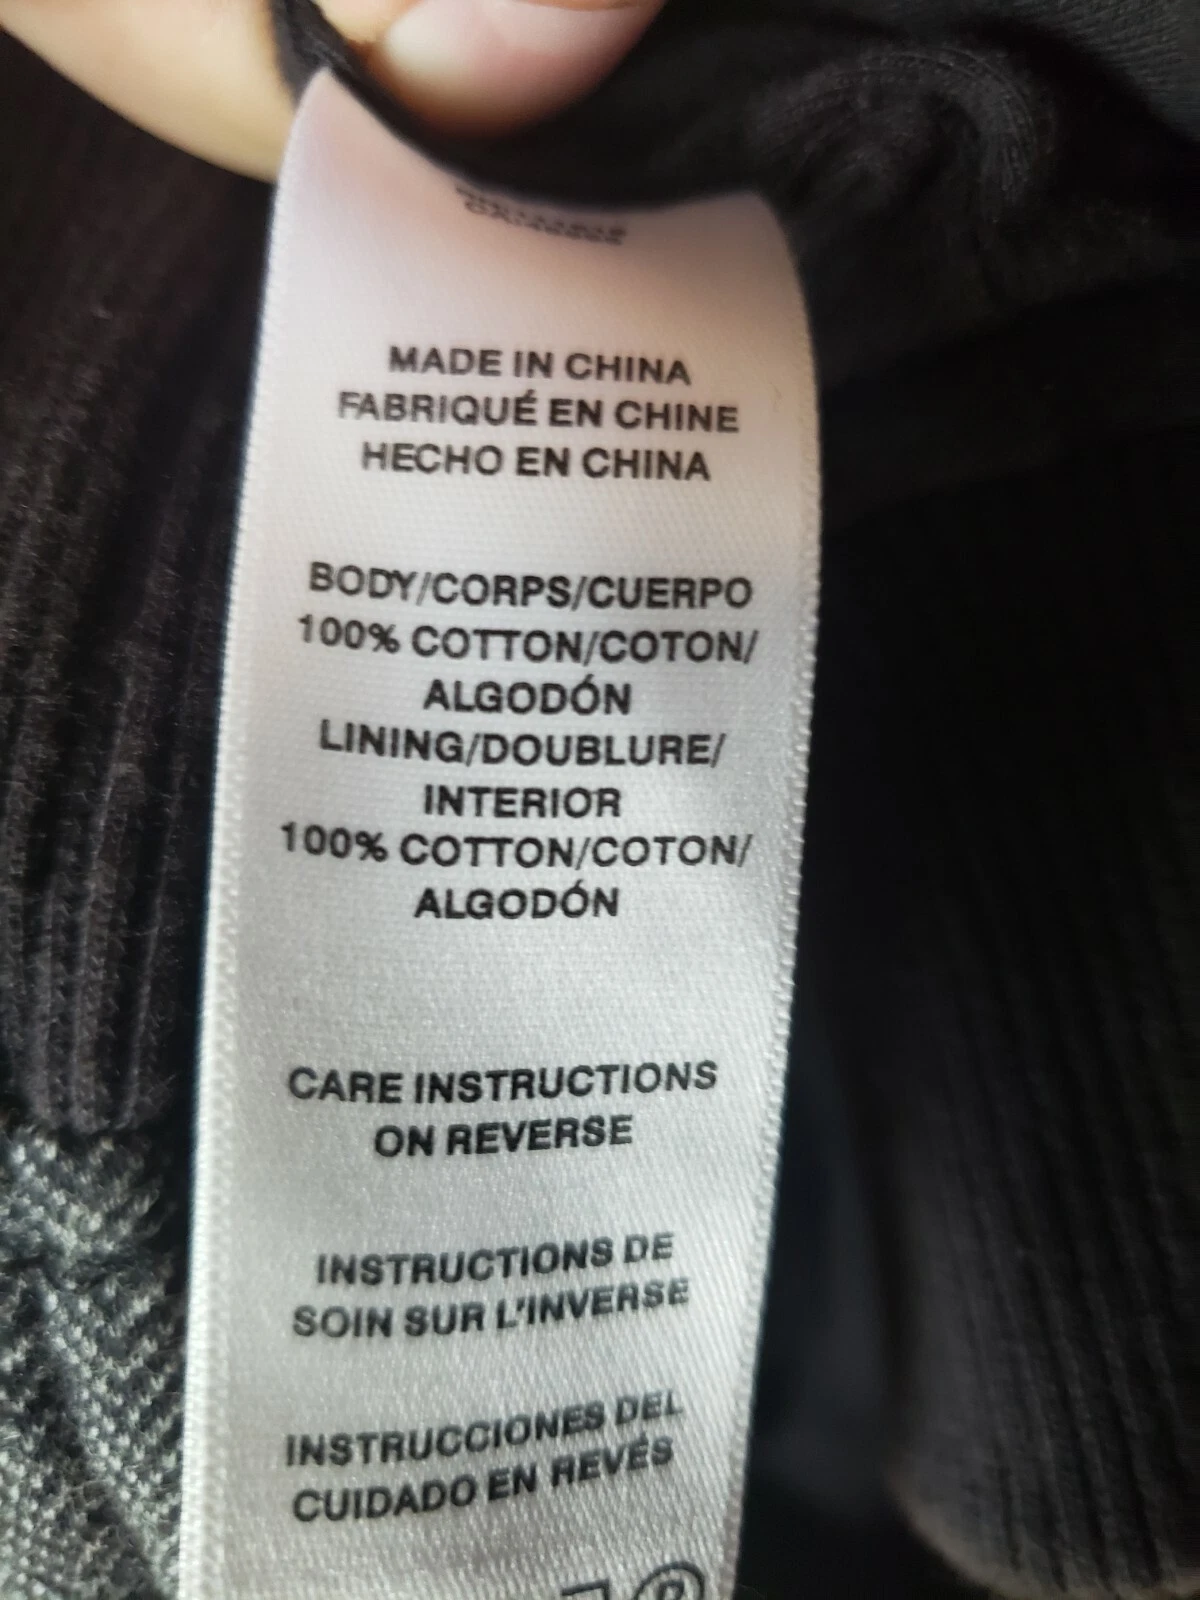 MADE IN CHINA
FABRIQUÉ EN CHINE
HECHO EN CHINA
BODY/CORPS/CUERPO
100% COTTON/COTON/
ALGODÓN
LINING/DOUBLURE/
INTERIOR
100% COTTON/COTON/
ALGODÓN
CARE INSTRUCTIONS
ON REVERSE
INSTRUCTIONS DE
SOIN SUR L'INVERSE
INSTRUCCIONES DEL
CUIDADO EN REVÉS